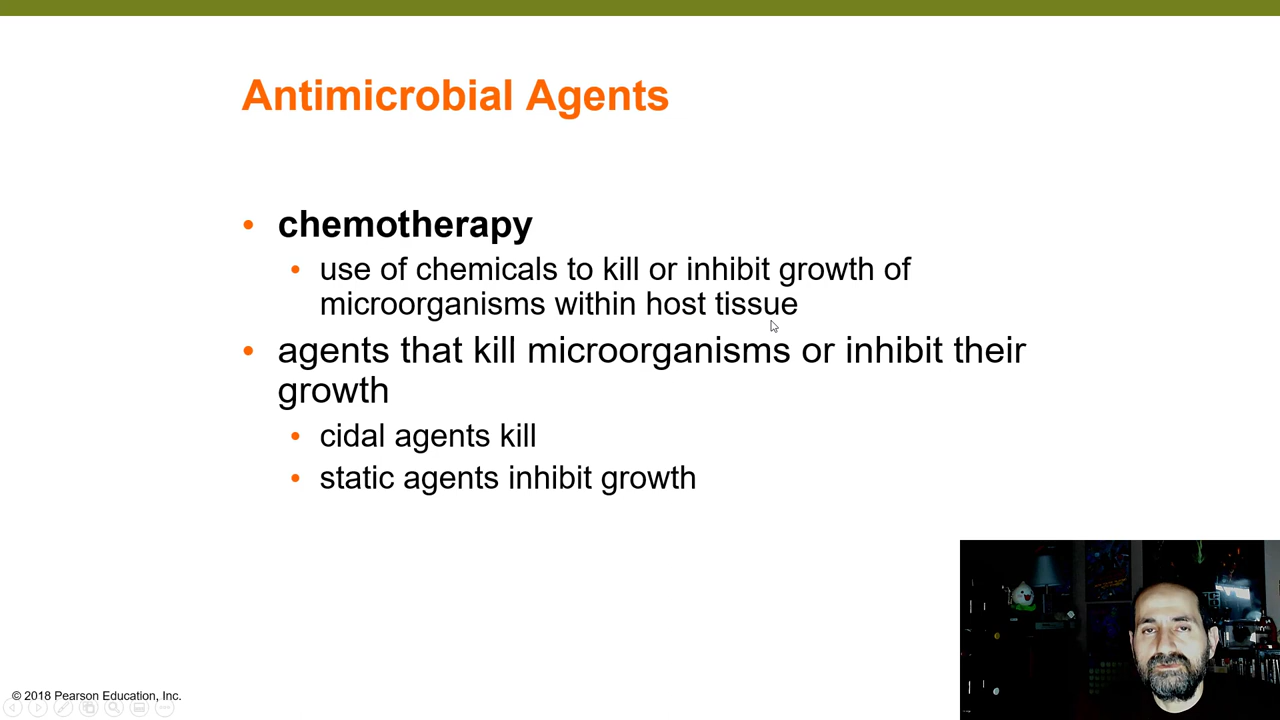 Antimicrobial Agents
• chemotherapy
• use of chemicals to kill or inhibit growth of
microorganisms within host tissue
• agents that kill microorganisms or inhibit their
growth
• cidal agents kill
• static agents inhibit growth
© 2018 Pearson Education, Inc.